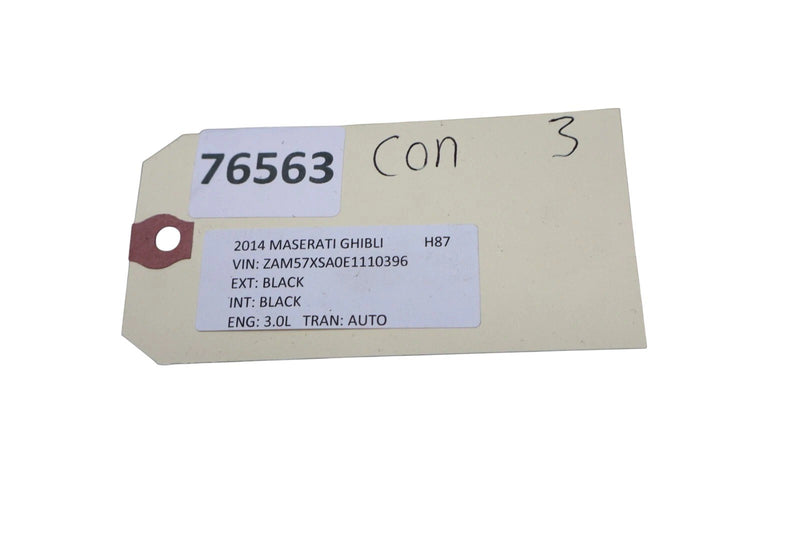 76563 Con 3
2014 MASERATI GHIBLI H87
VIN: ZAM57XSA0E1110396
EXT: BLACK
INT: BLACK
ENG: 3.0L TRAN: AUTO